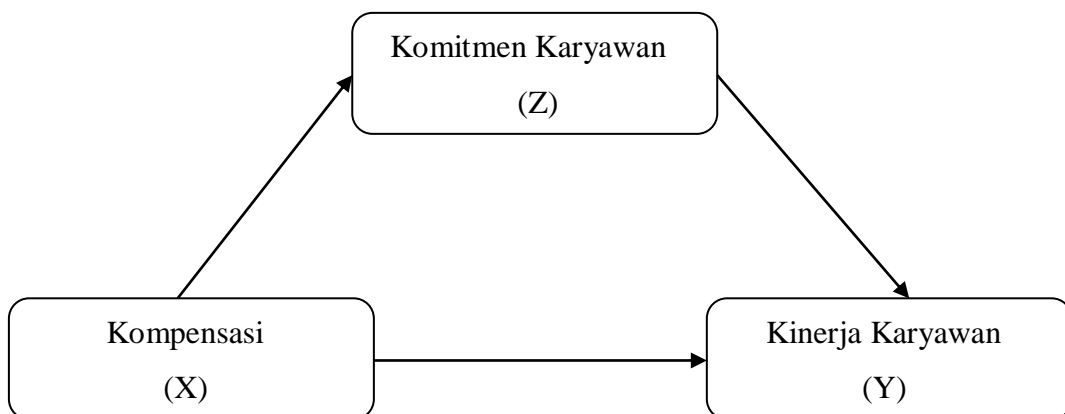 Komitmen Karyawan
(Z)
Kompensasi
(X)
Kinerja Karyawan
(Y)